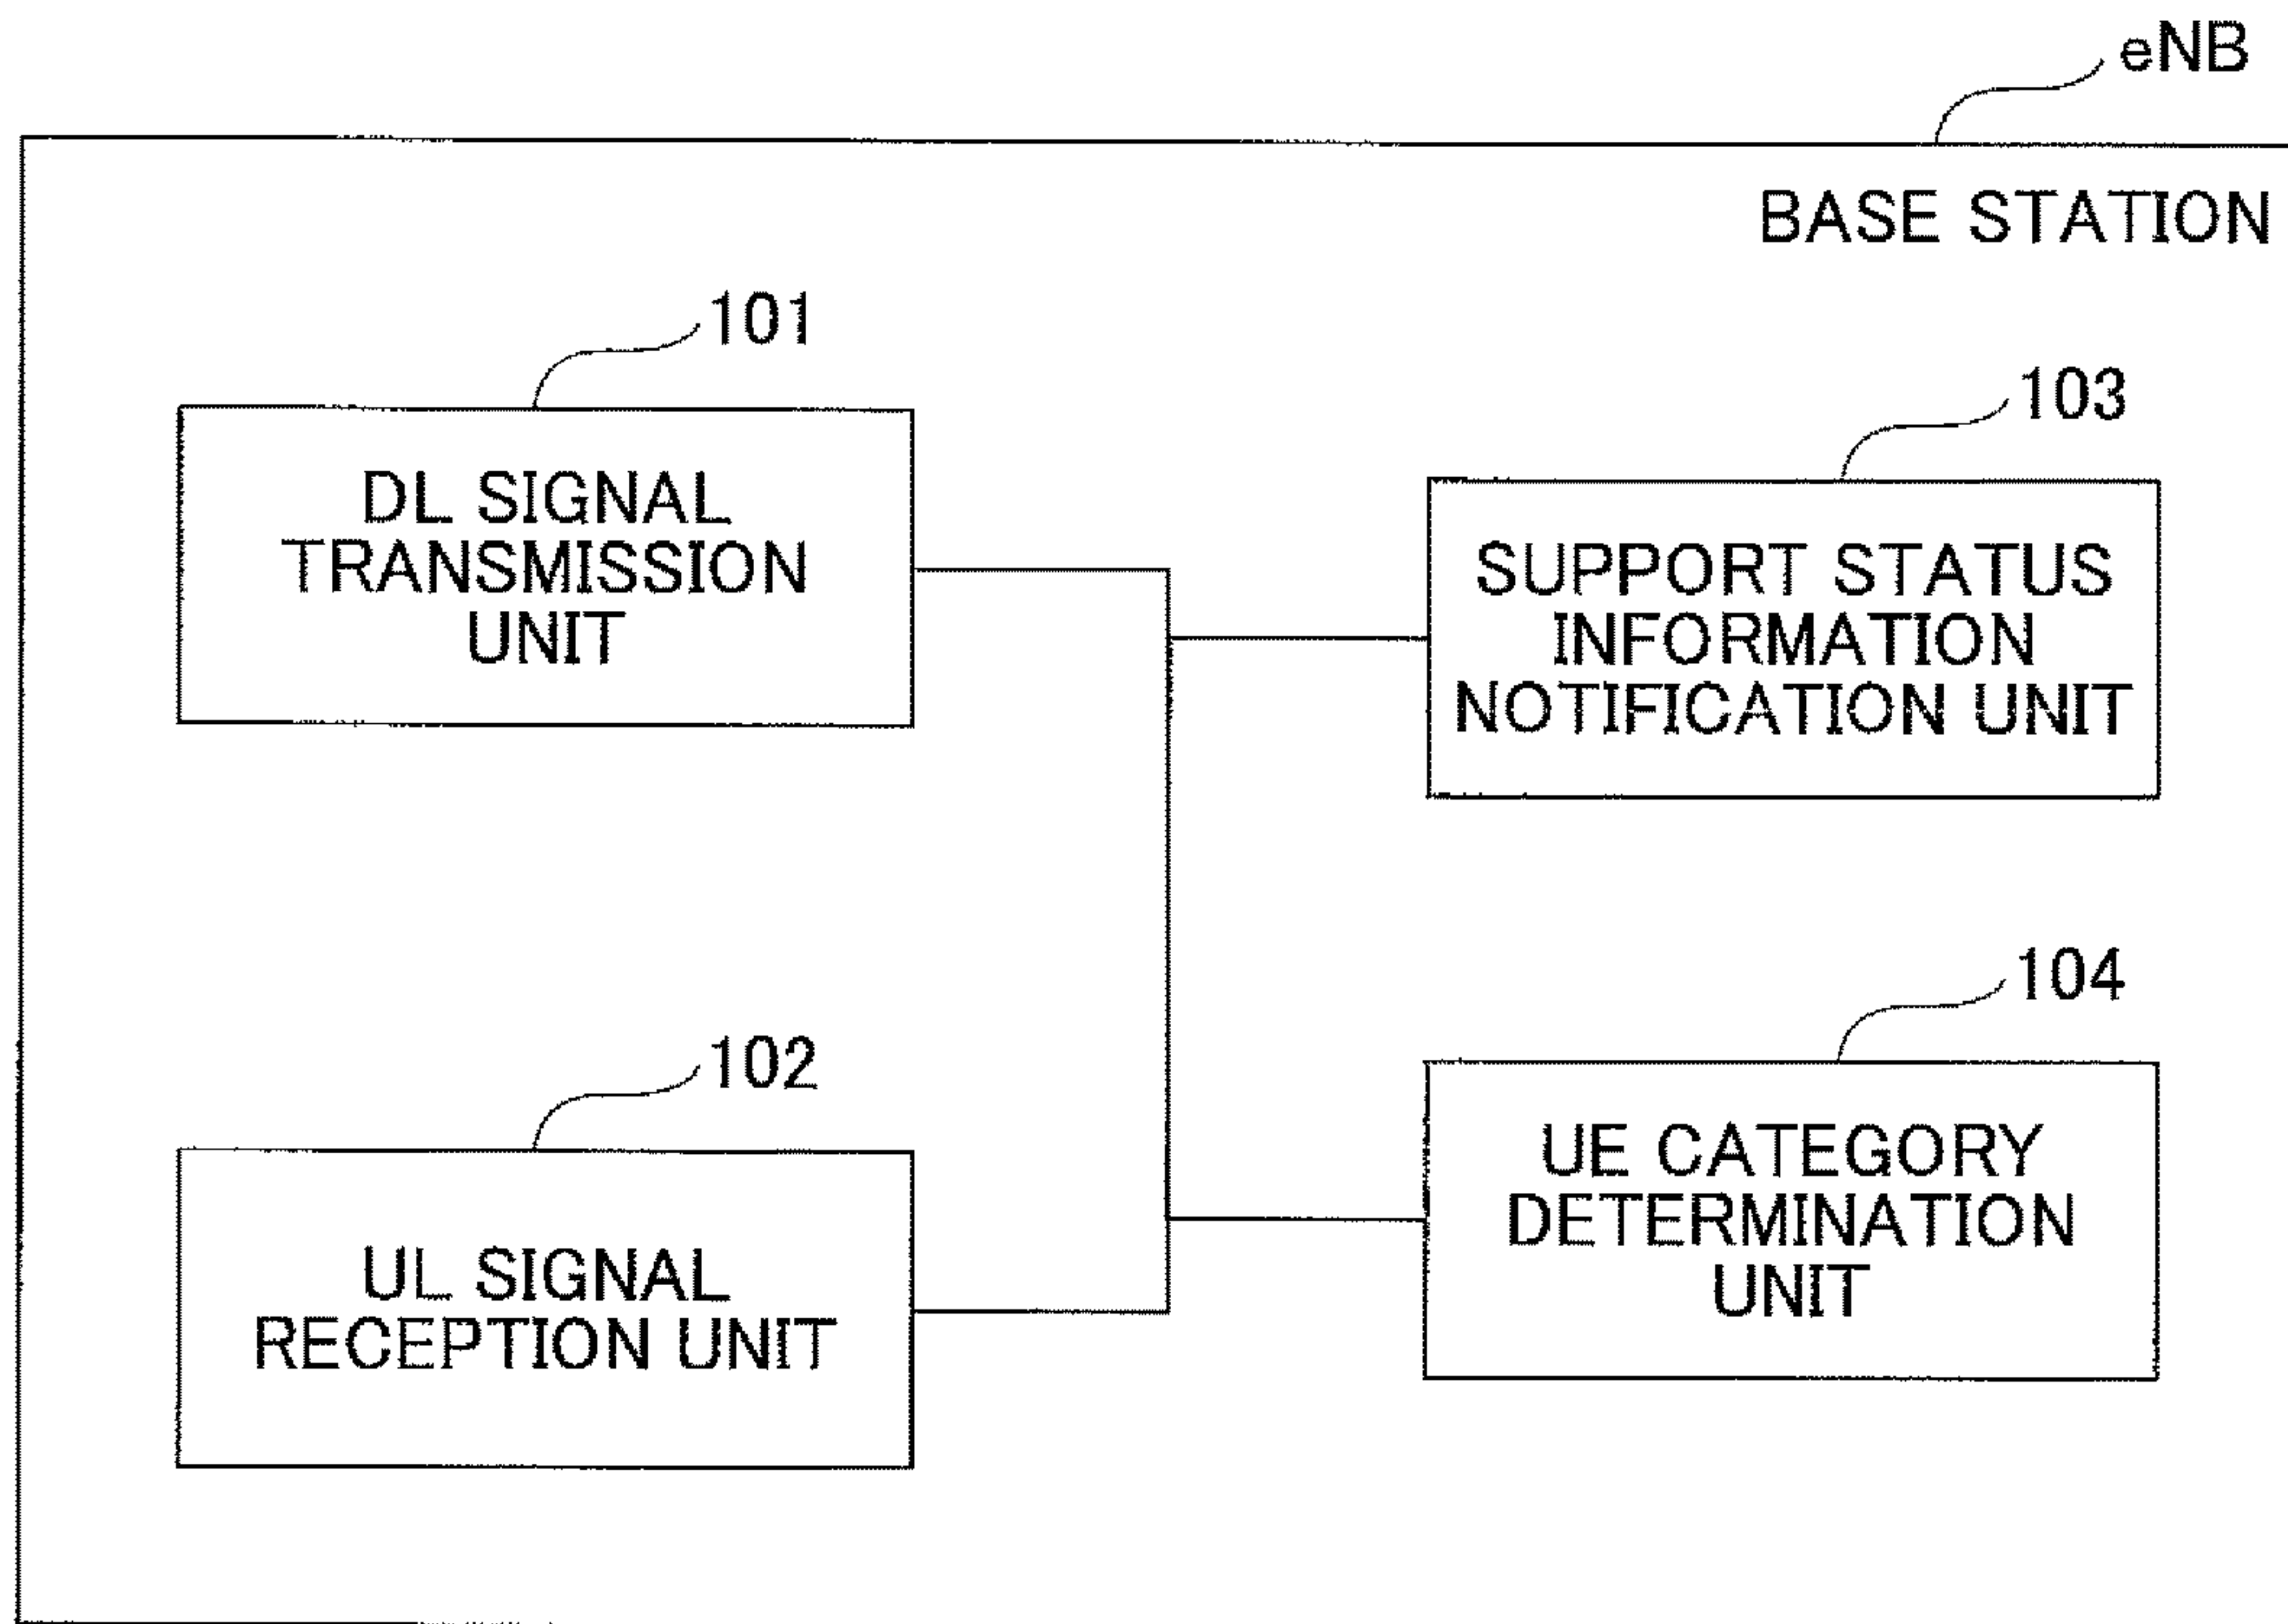 eNB
BASE STATION
101
DL SIGNAL
TRANSMISSION
UNIT
103
SUPPORT STATUS
INFORMATION
NOTIFICATION UNIT
102
UL SIGNAL
RECEPTION UNIT
104
UE CATEGORY
DETERMINATION
UNIT